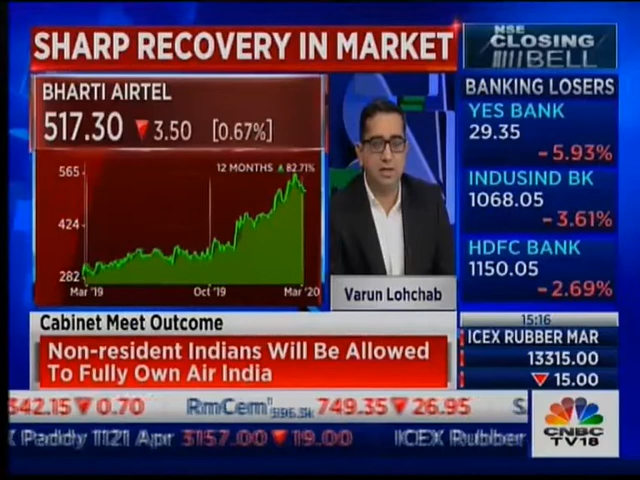 SHARP RECOVERY IN MARKET
NSE
CLOSING
BELL
BHARTI AIRTEL
517.30 ▼ 3.50 [0.67%]
12 MONTHS ▲ 82.71%
565
424
282
Mar '19 Oct '19 Mar '20
Varun Lohchab
BANKING LOSERS
YES BANK
29.35
-5.93%
INDUSIND BK
1068.05
-3.61%
HDFC BANK
1150.05
-2.69%
15:16
ICEX RUBBER MAR
13315.00
▼ 15.00
Cabinet Meet Outcome
Non-resident Indians Will Be Allowed
To Fully Own Air India
342.15 ▼ 0.70 RmCem 749.35 ▼ 26.95 S
X Paddy 1121 Apr 3157.00 ▼ 19.00 ICEX Rubber
CNBC
TV18